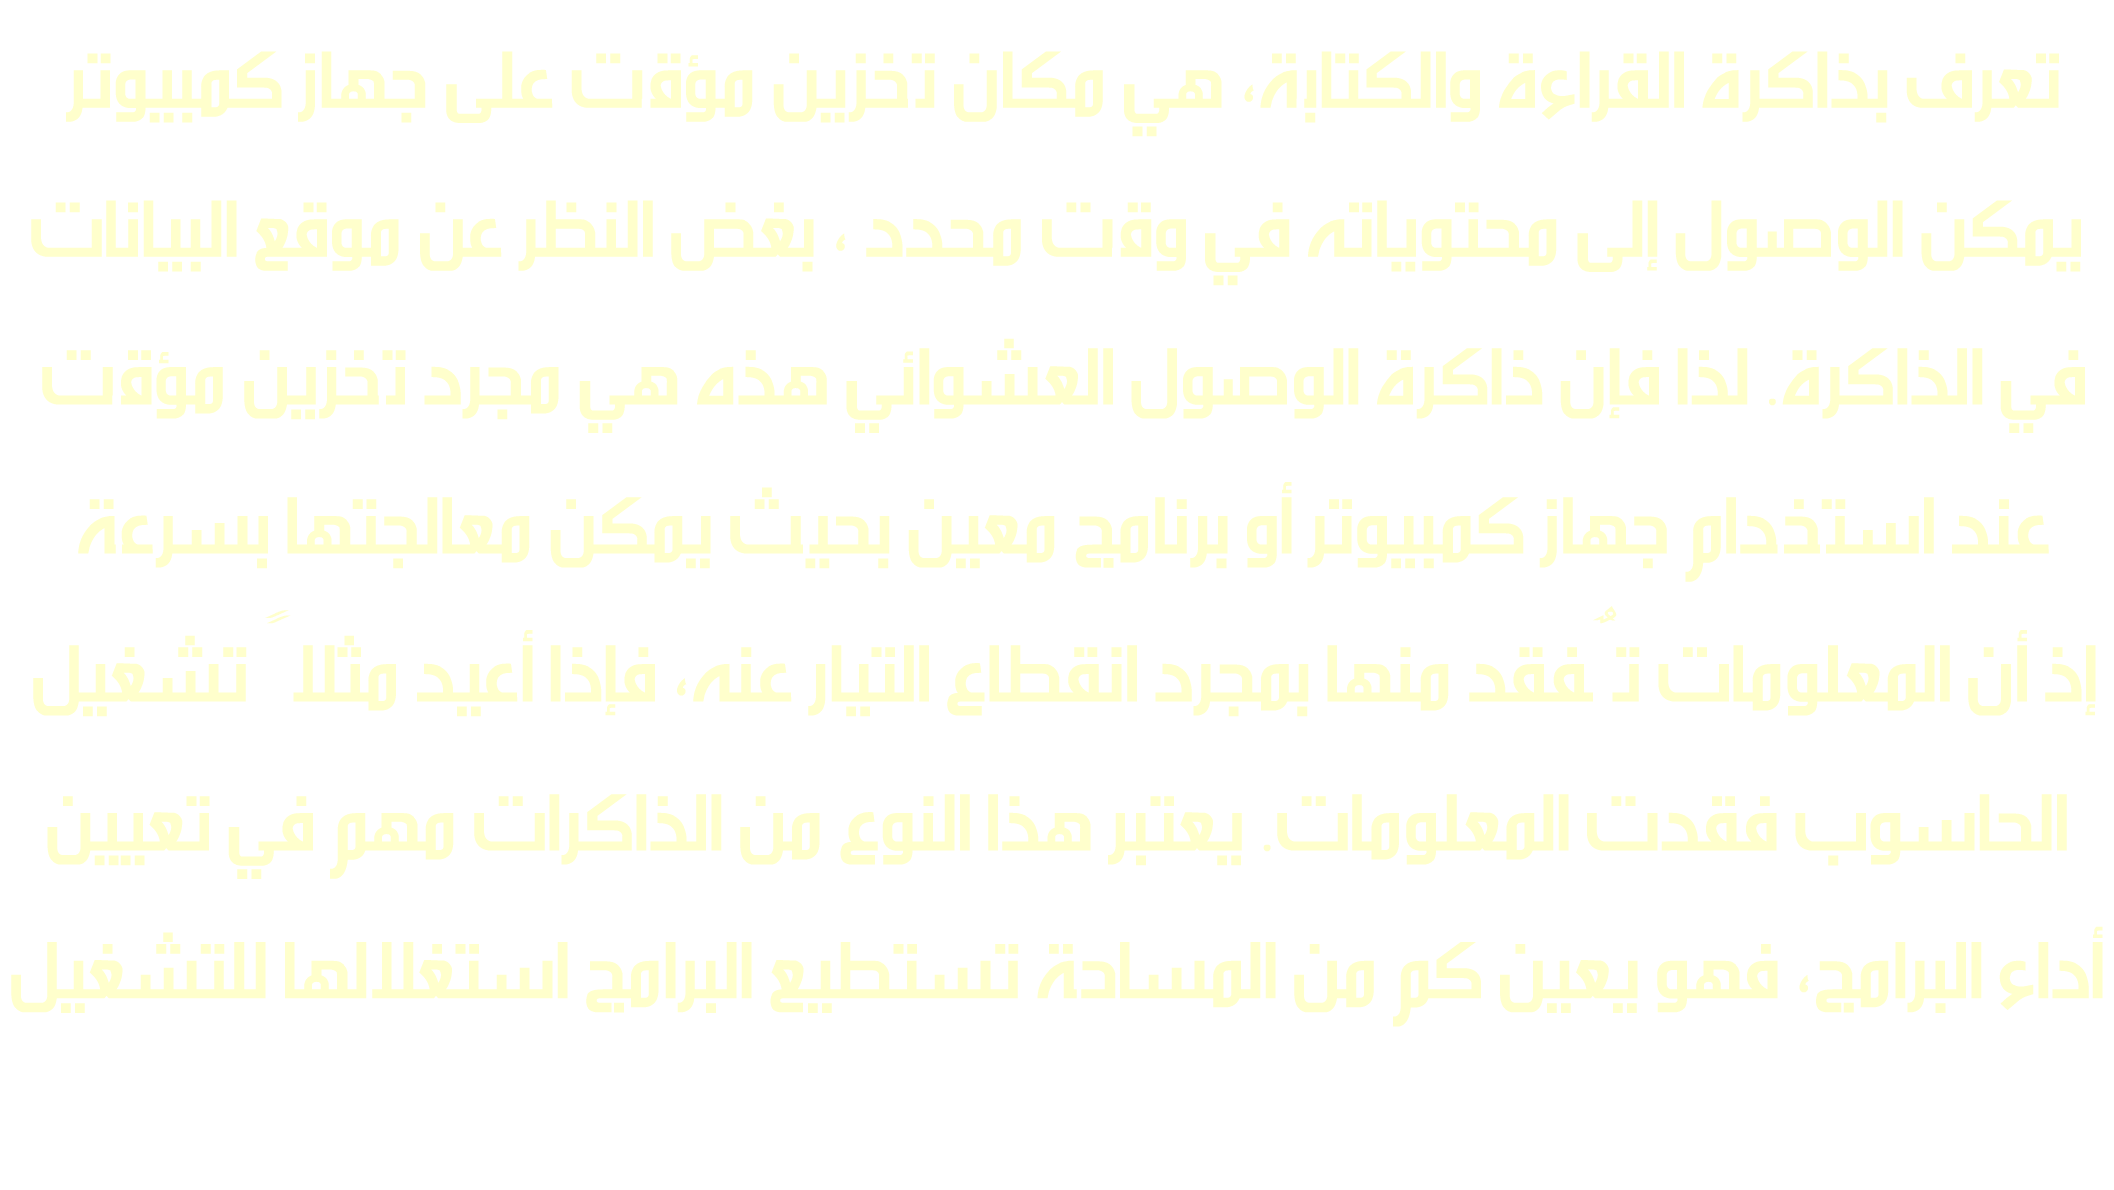 تعرف بذاكرة القراءة والكتابة، هي مكان تخزين مؤقت على جهاز كمبيوتر
يمكن الوصول إلى محتوياته في وقت محدد ، بغض النظر عن موقع البيانات
في الذاكرة. لذا فإن ذاكرة الوصول العشوائي هذه هي مجرد تخزين مؤقت
عند استخدام جهاز كمبيوتر أو برنامج معين بحيث يمكن معالجتها بسرعة
إذ أن المعلومات تُفقد منها بمجرد انقطاع التيار عنه، فإذا أعيد مثلاً تشغيل
الحاسوب فقدت المعلومات. يعتبر هذا النوع من الذاكرات مهم في تعيين
أداء البرامج، فهو يعين كم من المساحة تستطيع البرامج استغلالها للتشغيل